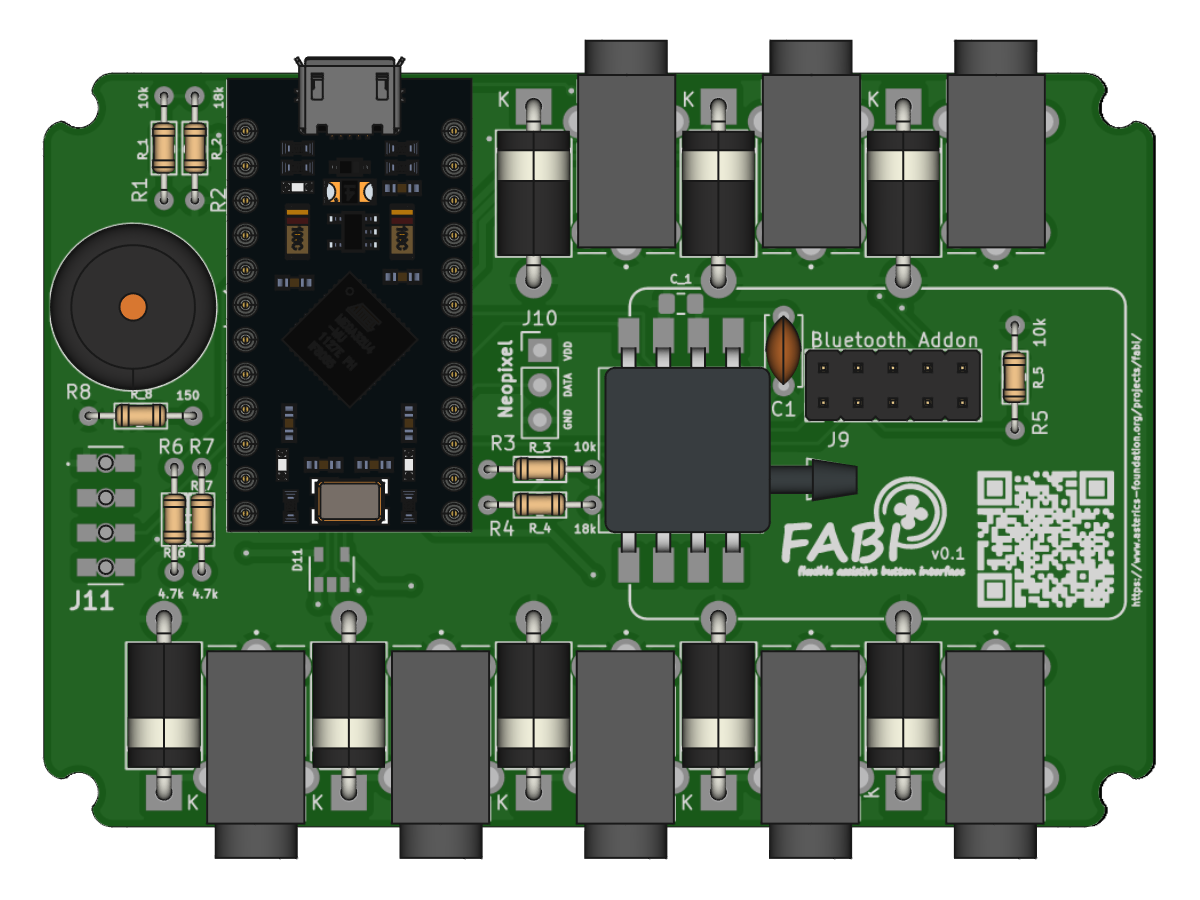 10k
18k
R_1
R_2
R1
R2
K
K
K
106C
106C
C_1
J10
Neopixel
VDD
DATA
GND
Bluetooth Addon
C1
J9
10k
R_5
R5
https://www.asterics-foundation.org/projects/fabi/
R8
R_8
150
R6 R7
R_7
R_6
4.7k 4.7k
J11
R3
R_3
10k
R4
R_4
18k
D11
FABI
v0.1
flexible assistive button interface
K
K
K
K
K